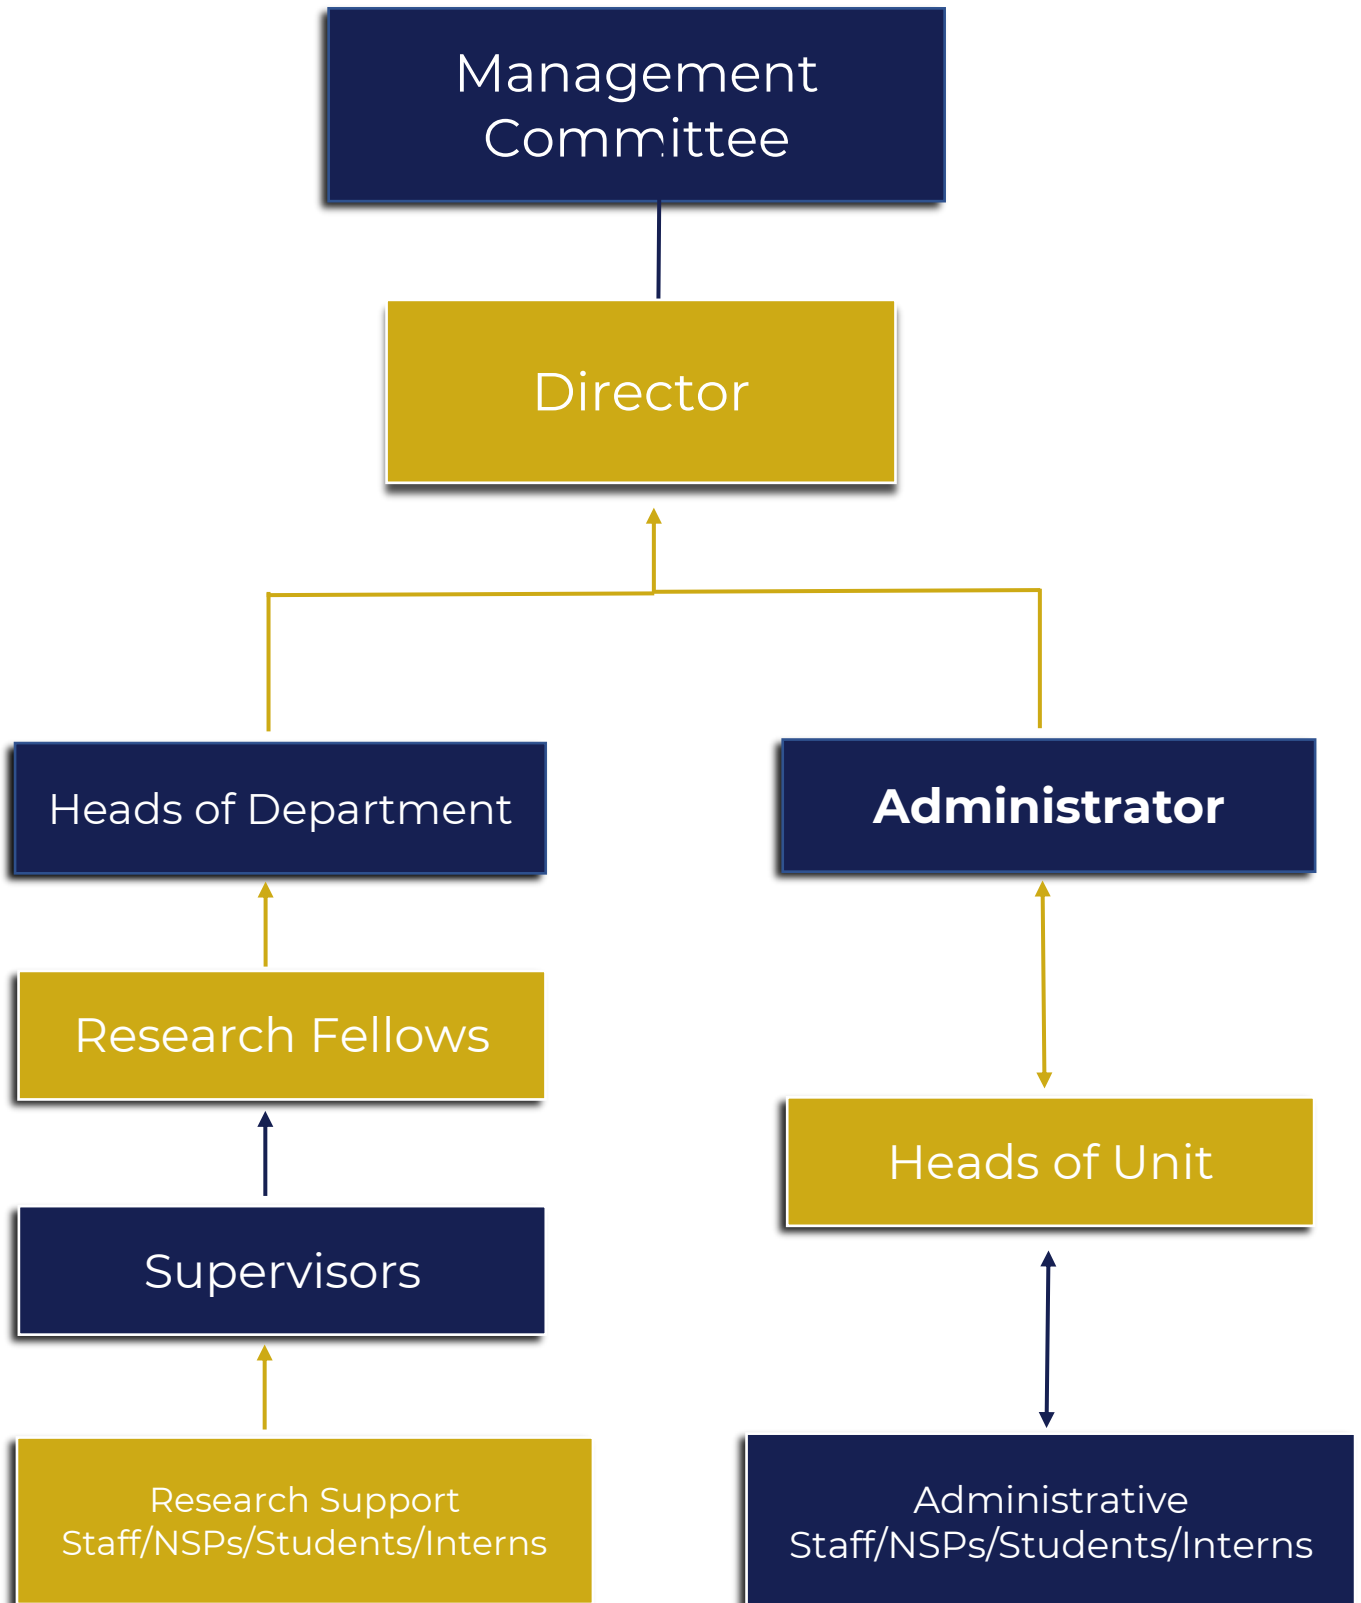 Management
Committee
Director
Heads of Department
Administrator
Research Fellows
Heads of Unit
Supervisors
Research Support
Staff/NSPs/Students/Interns
Administrative
Staff/NSPs/Students/Interns